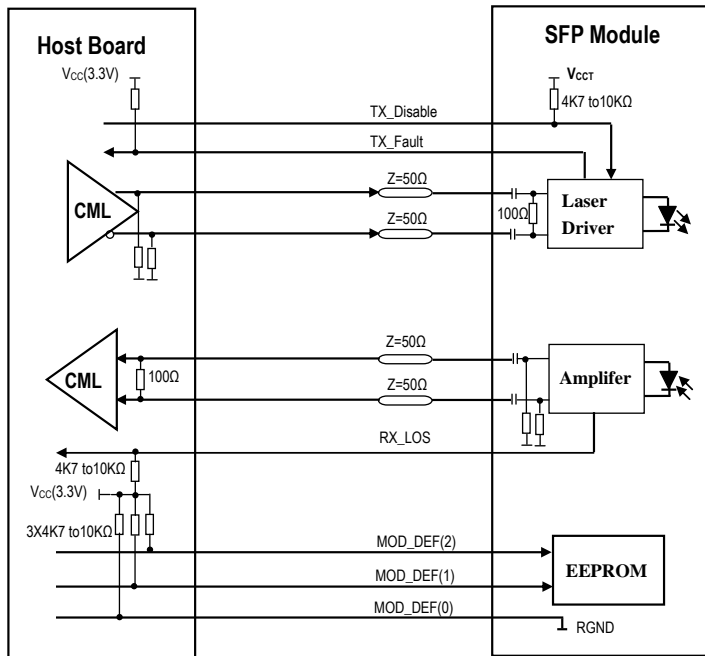 Host Board
SFP Module
VCC(3.3V)
VCCT
4K7 to10KΩ
TX_Disable
TX_Fault
Z=50Ω
CML
Z=50Ω
100Ω
Laser
Driver
Z=50Ω
CML
100Ω
Z=50Ω
Amplifer
RX_LOS
4K7 to10KΩ
VCC(3.3V)
3X4K7 to10KΩ
MOD_DEF(2)
MOD_DEF(1)
EEPROM
MOD_DEF(0)
RGND